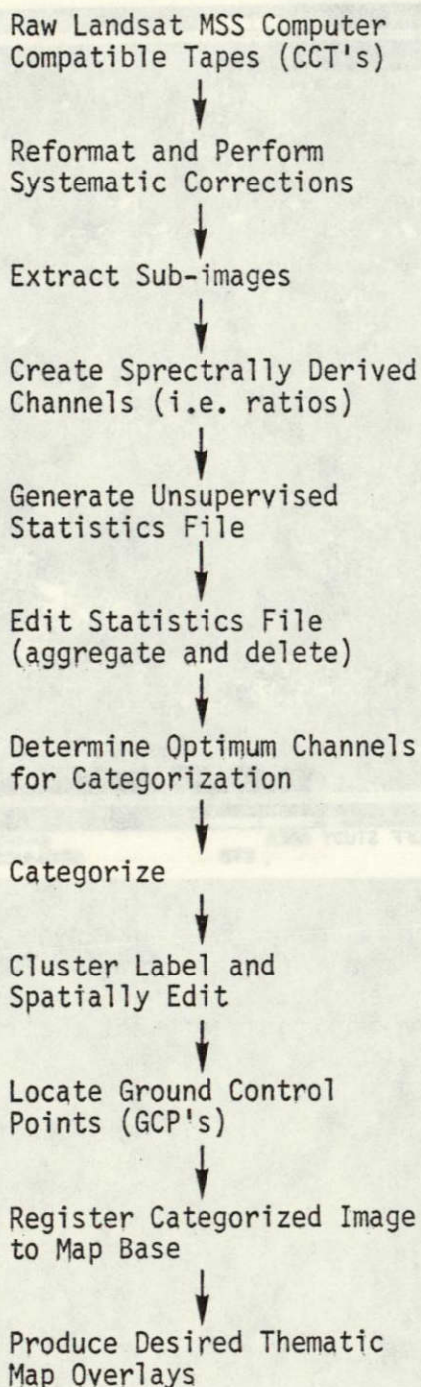 Raw Landsat MSS Computer
Compatible Tapes (CCT's)
Reformat and Perform
Systematic Corrections
Extract Sub-images
Create Sprectrally Derived
Channels (i.e. ratios)
Generate Unsupervised
Statistics File
Edit Statistics File
(aggregate and delete)
Determine Optimum Channels
for Categorization
Categorize
Cluster Label and
Spatially Edit
Locate Ground Control
Points (GCP's)
Register Categorized Image
to Map Base
Produce Desired Thematic
Map Overlays